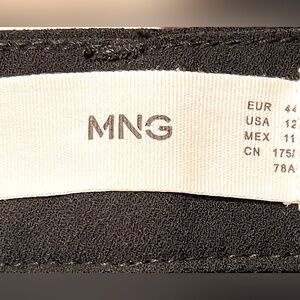 MNG
EUR 44
USA 12
MEX 11
CN 175/
78A